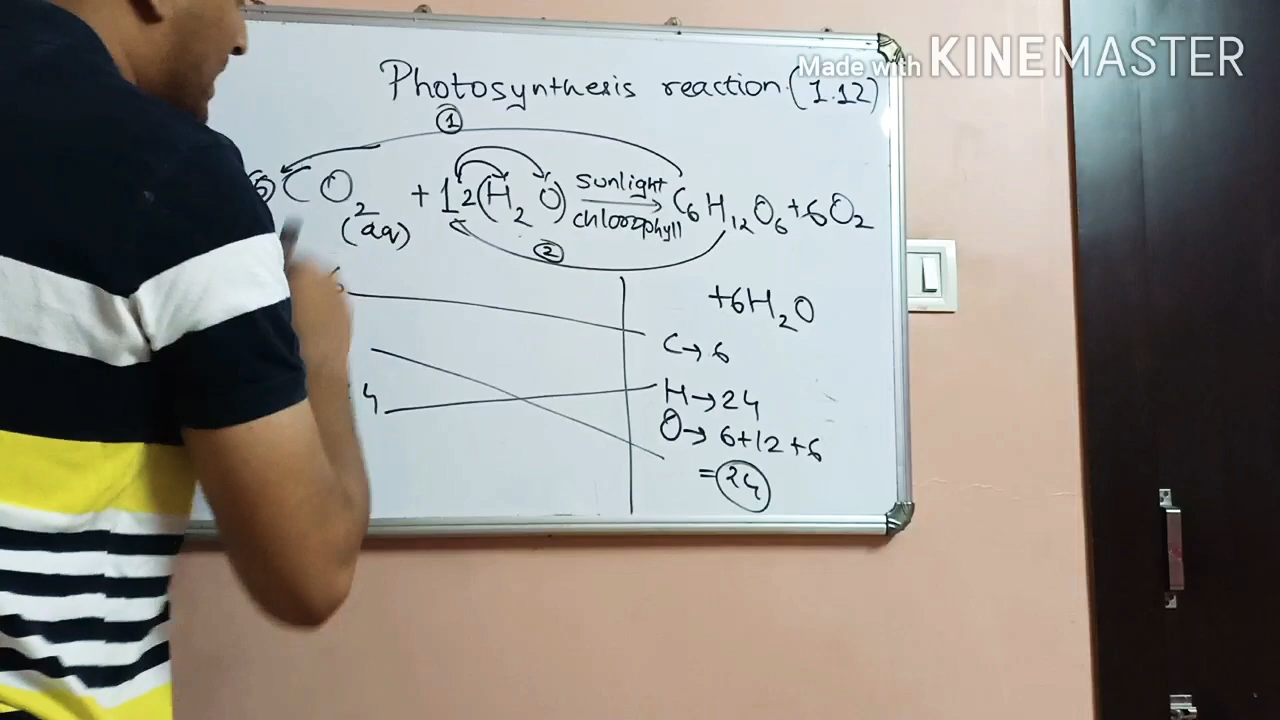 Made with KINEMASTER
Photosynthesis reaction. (1.12)
①
6 CO2 + 12(H2O) sunlight → C6H12O6 + 6O2
(aq) chlorophyll
②
+ 6H2O
C → 6
4 H → 24
O → 6+12+6
= 24